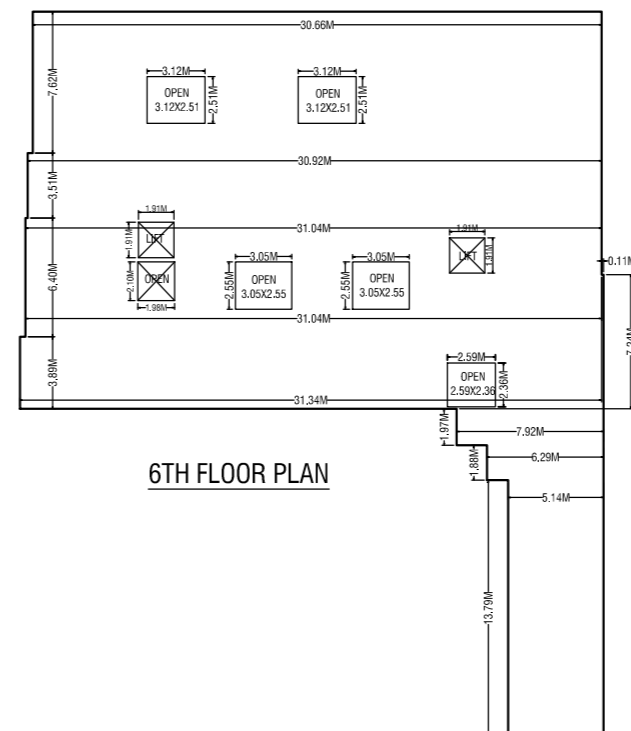 30.66M
7.62M
3.12M
3.12M
OPEN
3.12X2.51
2.51M
OPEN
3.12X2.51
2.51M
30.92M
3.51M
1.91M
31.04M
1.91M
1.91M
LIFT
LIFT
1.91M
0.11M
6.40M
2.10M
OPEN
1.98M
3.05M
3.05M
2.55M
OPEN
3.05X2.55
2.55M
OPEN
3.05X2.55
31.04M
7.24M
3.89M
2.59M
OPEN
2.59X2.36
2.36M
31.34M
1.97M
7.92M
1.88M
6.29M
6TH FLOOR PLAN
5.14M
13.79M